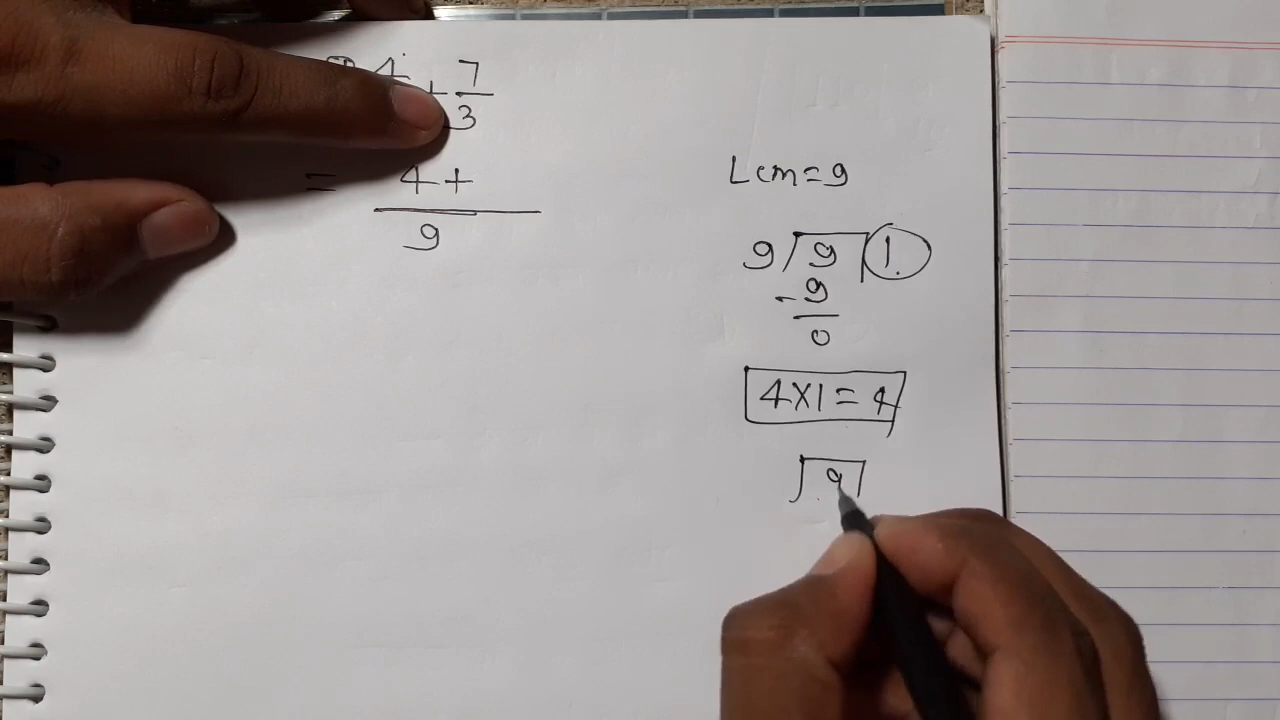 4 + 7
3
= 4 +
9
Lcm = 9
9 / 9 1
- 9
0
4 X 1 = 4
9